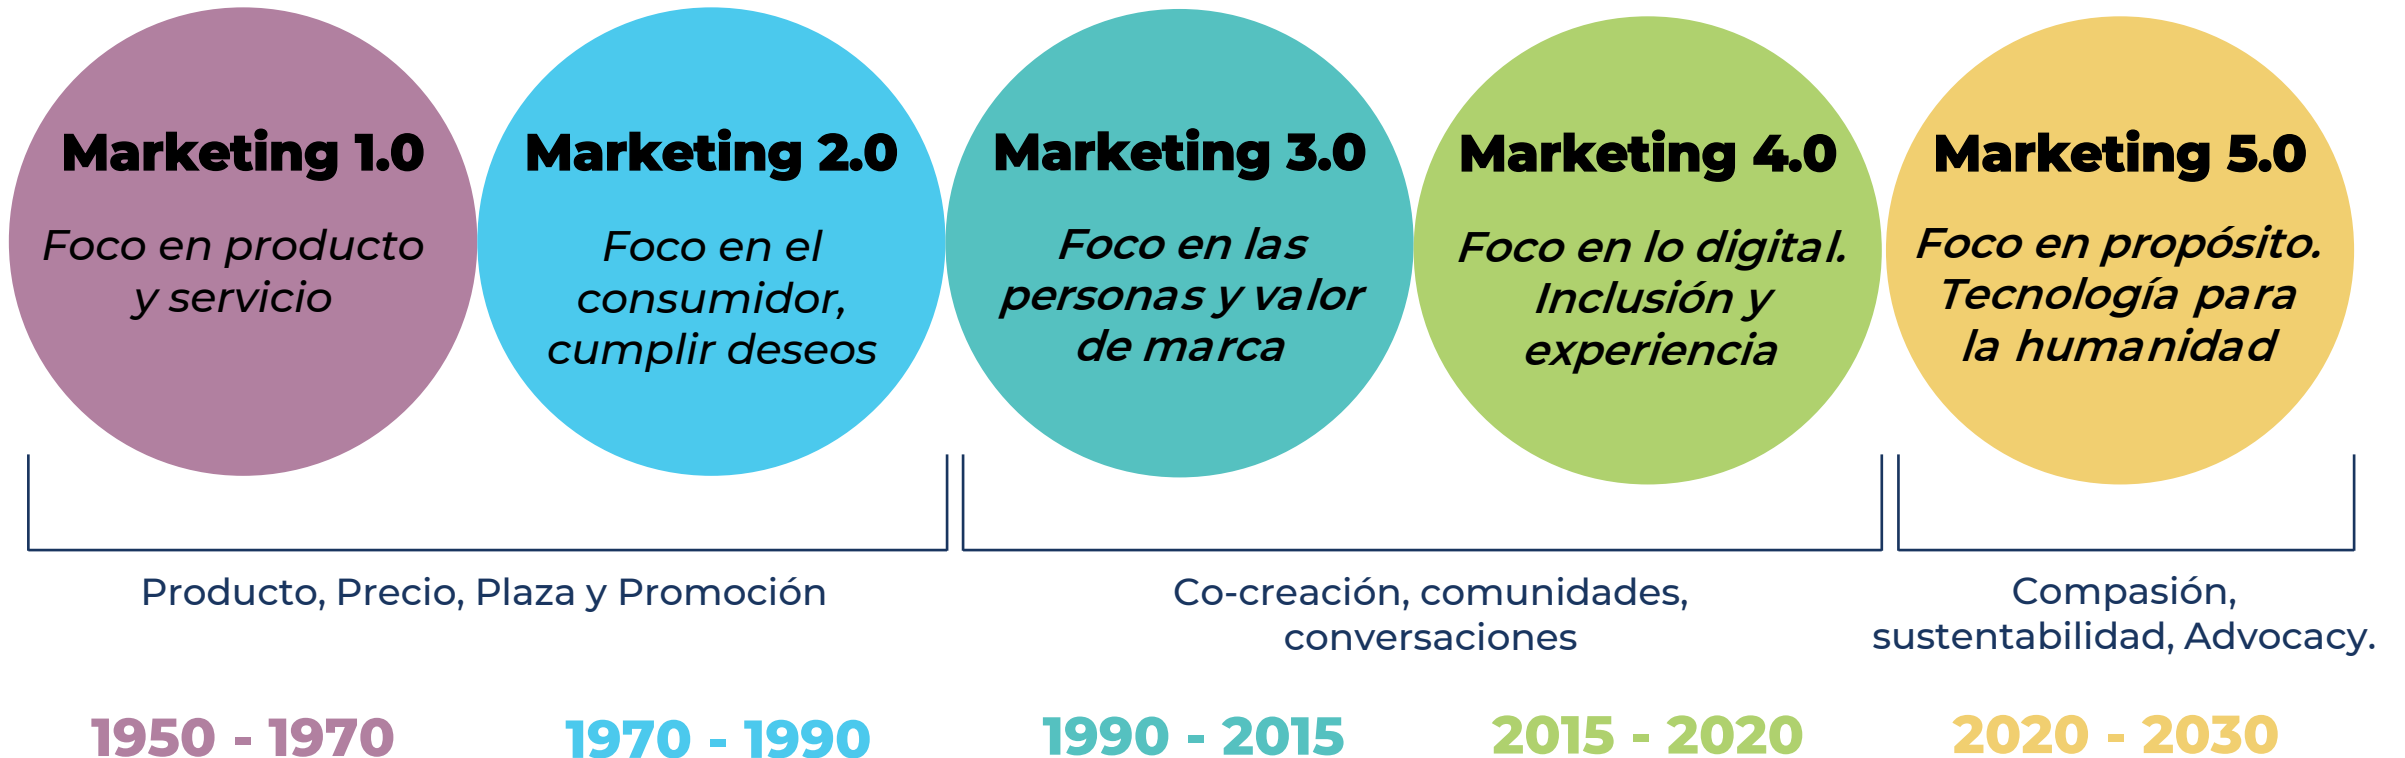 Marketing 1.0
Foco en producto
y servicio
Marketing 2.0
Foco en el
consumidor,
cumplir deseos
Marketing 3.0
Foco en las
personas y valor
de marca
Marketing 4.0
Foco en lo digital.
Inclusión y
experiencia
Marketing 5.0
Foco en propósito.
Tecnología para
la humanidad
Producto, Precio, Plaza y Promoción
Co-creación, comunidades,
conversaciones
Compasión,
sustentabilidad, Advocacy.
1950 - 1970
1970 - 1990
1990 - 2015
2015 - 2020
2020 - 2030